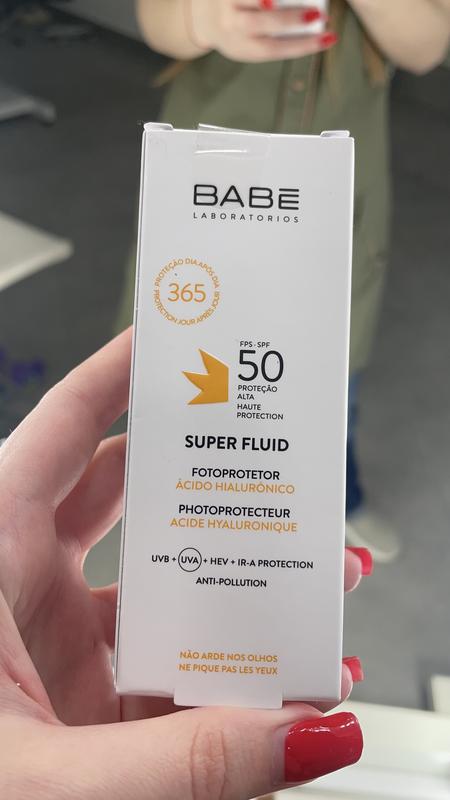 BABĒ
LABORATORIOS
PROTEÇÃO DIA APÓS DIA
365
PROTECTION JOUR APRÈS JOUR
FPS - SPF
50
PROTEÇÃO
ALTA
HAUTE
PROTECTION
SUPER FLUID
FOTOPROTETOR
ÁCIDO HIALURÓNICO
PHOTOPROTECTEUR
ACIDE HYALURONIQUE
UVB + UVA + HEV + IR-A PROTECTION
ANTI-POLLUTION
NÃO ARDE NOS OLHOS
NE PIQUE PAS LES YEUX